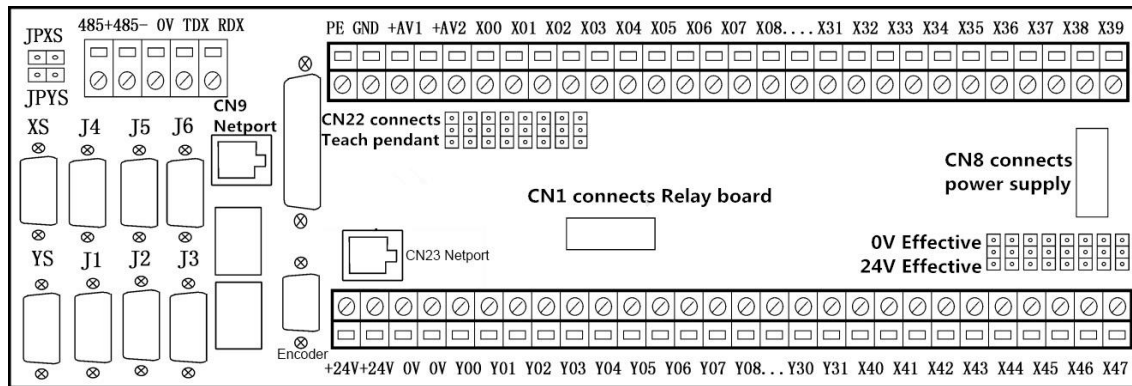 JPXS
485+485- 0V TDX RDX
JPYS
PE GND +AV1 +AV2 X00 X01 X02 X03 X04 X05 X06 X07 X08.... X31 X32 X33 X34 X35 X36 X37 X38 X39
CN9
Netport
XS J4 J5 J6
CN22 connects
Teach pendant
CN8 connects
power supply
CN1 connects Relay board
YS J1 J2 J3
CN23 Netport
0V Effective
24V Effective
Encoder
+24V+24V 0V 0V Y00 Y01 Y02 Y03 Y04 Y05 Y06 Y07 Y08...Y30 Y31 X40 X41 X42 X43 X44 X45 X46 X47